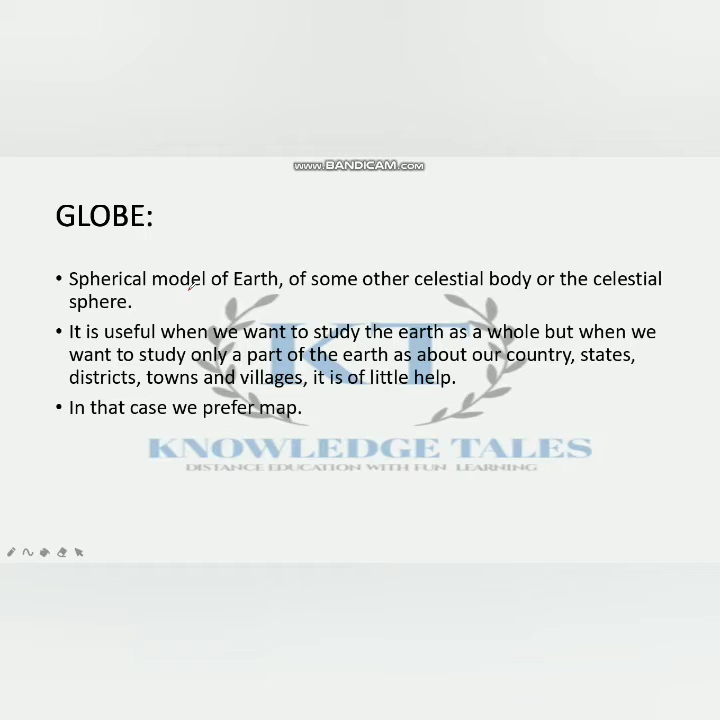 www.BANDICAM.com
GLOBE:
• Spherical model of Earth, of some other celestial body or the celestial
sphere.
• It is useful when we want to study the earth as a whole but when we
want to study only a part of the earth as about our country, states,
districts, towns and villages, it is of little help.
• In that case we prefer map.
KT
KNOWLEDGE TALES
DISTANCE EDUCATION WITH FUN LEARNING